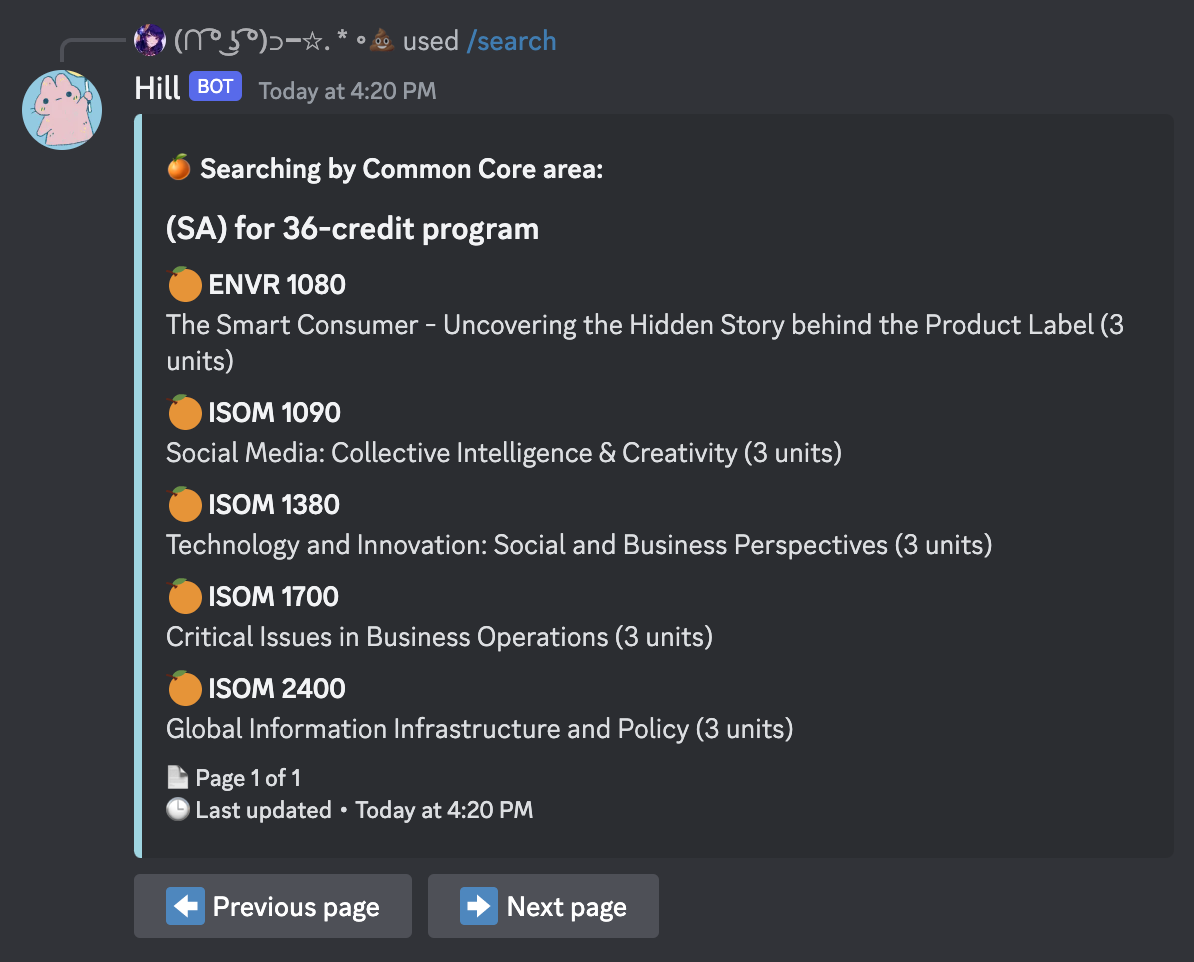 (ᑎ ͡° ͜ʖ ͡°)⊃━☆. * ∘💩 used /search
Hill BOT Today at 4:20 PM
🍊 Searching by Common Core area:
(SA) for 36-credit program
ENVR 1080
The Smart Consumer - Uncovering the Hidden Story behind the Product Label (3
units)
ISOM 1090
Social Media: Collective Intelligence & Creativity (3 units)
ISOM 1380
Technology and Innovation: Social and Business Perspectives (3 units)
ISOM 1700
Critical Issues in Business Operations (3 units)
ISOM 2400
Global Information Infrastructure and Policy (3 units)
Page 1 of 1
Last updated • Today at 4:20 PM
Previous page Next page